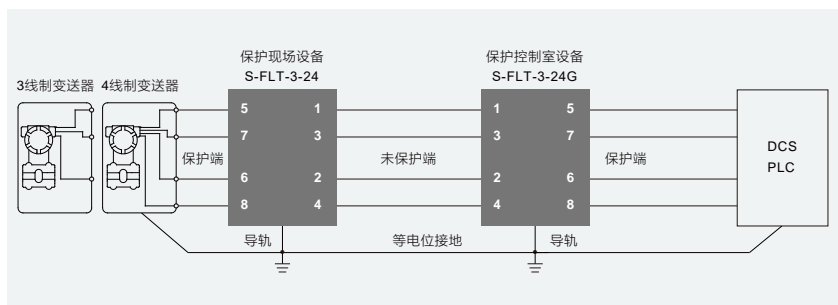 保护现场设备
S-FLT-3-24
保护控制室设备
S-FLT-3-24G
3线制变送器 4线制变送器
5 1 1 5
7 3 3 7
保护端 未保护端 保护端
DCS
PLC
6 2 2 6
8 4 4 8
导轨 等电位接地 导轨